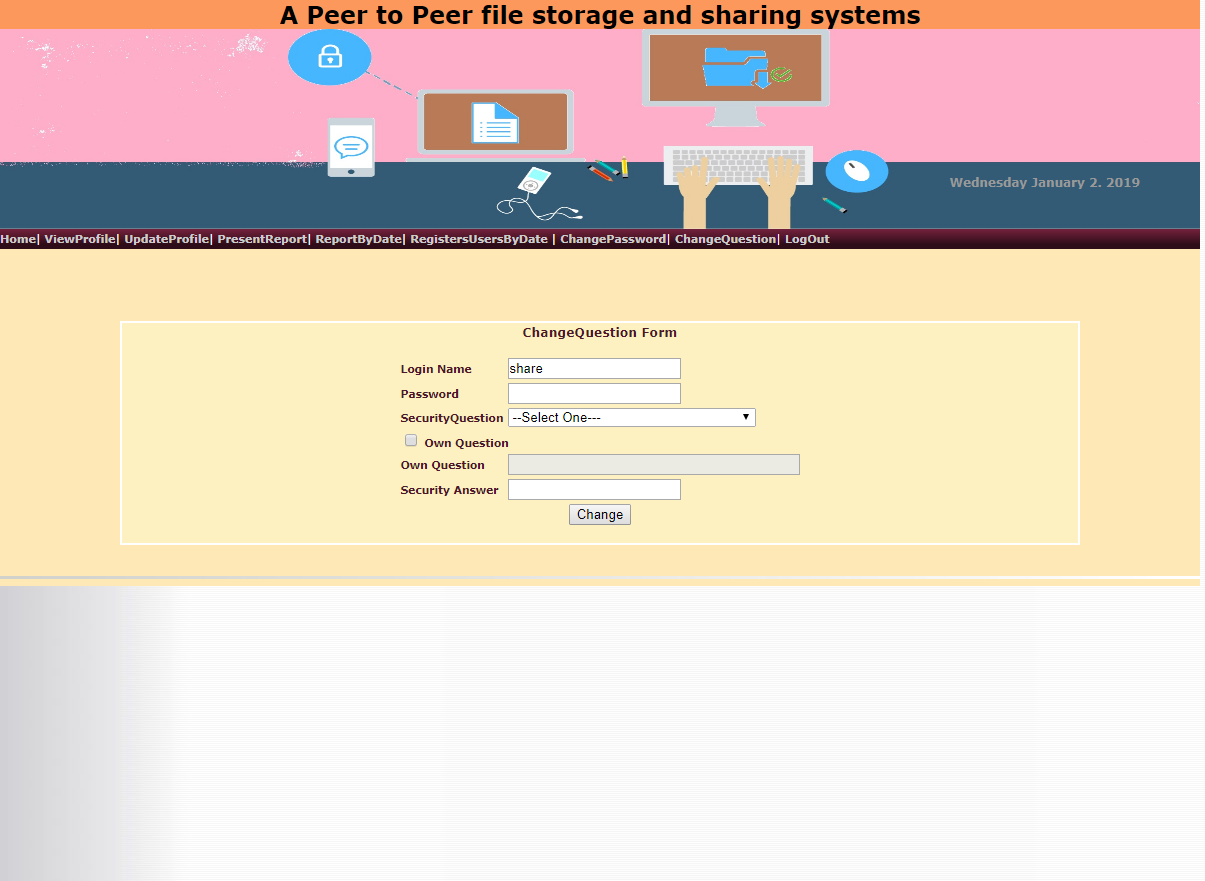 A Peer to Peer file storage and sharing systems
Wednesday January 2. 2019
Home| ViewProfile| UpdateProfile| PresentReport| ReportByDate| RegistersUsersByDate | ChangePassword| ChangeQuestion| LogOut
ChangeQuestion Form
Login Name share
Password
SecurityQuestion --Select One---
Own Question
Own Question
Security Answer
Change